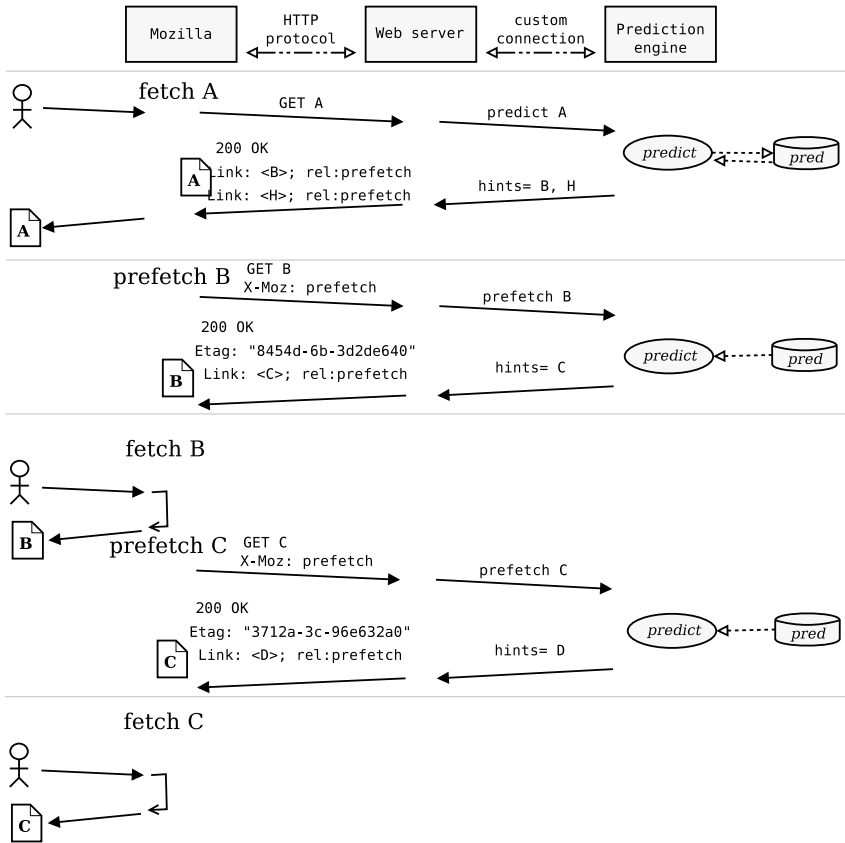 Mozilla
HTTP
protocol
Web server
custom
connection
Prediction
engine
fetch A
GET A
predict A
200 OK
Link: <B>; rel:prefetch
Link: <H>; rel:prefetch
A
hints= B, H
predict
pred
A
prefetch B
GET B
X-Moz: prefetch
prefetch B
200 OK
Etag: "8454d-6b-3d2de640"
Link: <C>; rel:prefetch
B
hints= C
predict
pred
fetch B
B
prefetch C
GET C
X-Moz: prefetch
prefetch C
200 OK
Etag: "3712a-3c-96e632a0"
Link: <D>; rel:prefetch
C
hints= D
predict
pred
fetch C
C